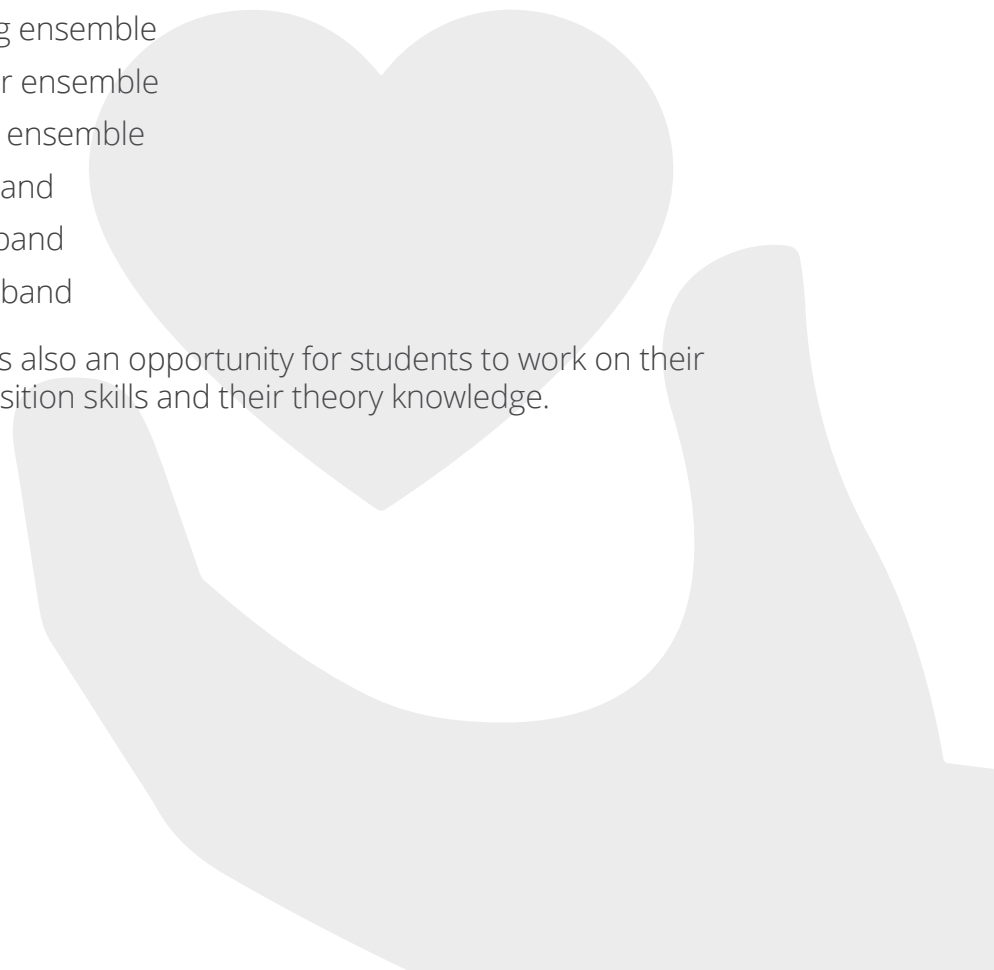 g ensemble
r ensemble
ensemble
and
band
band
s also an opportunity for students to work on their
sition skills and their theory knowledge.